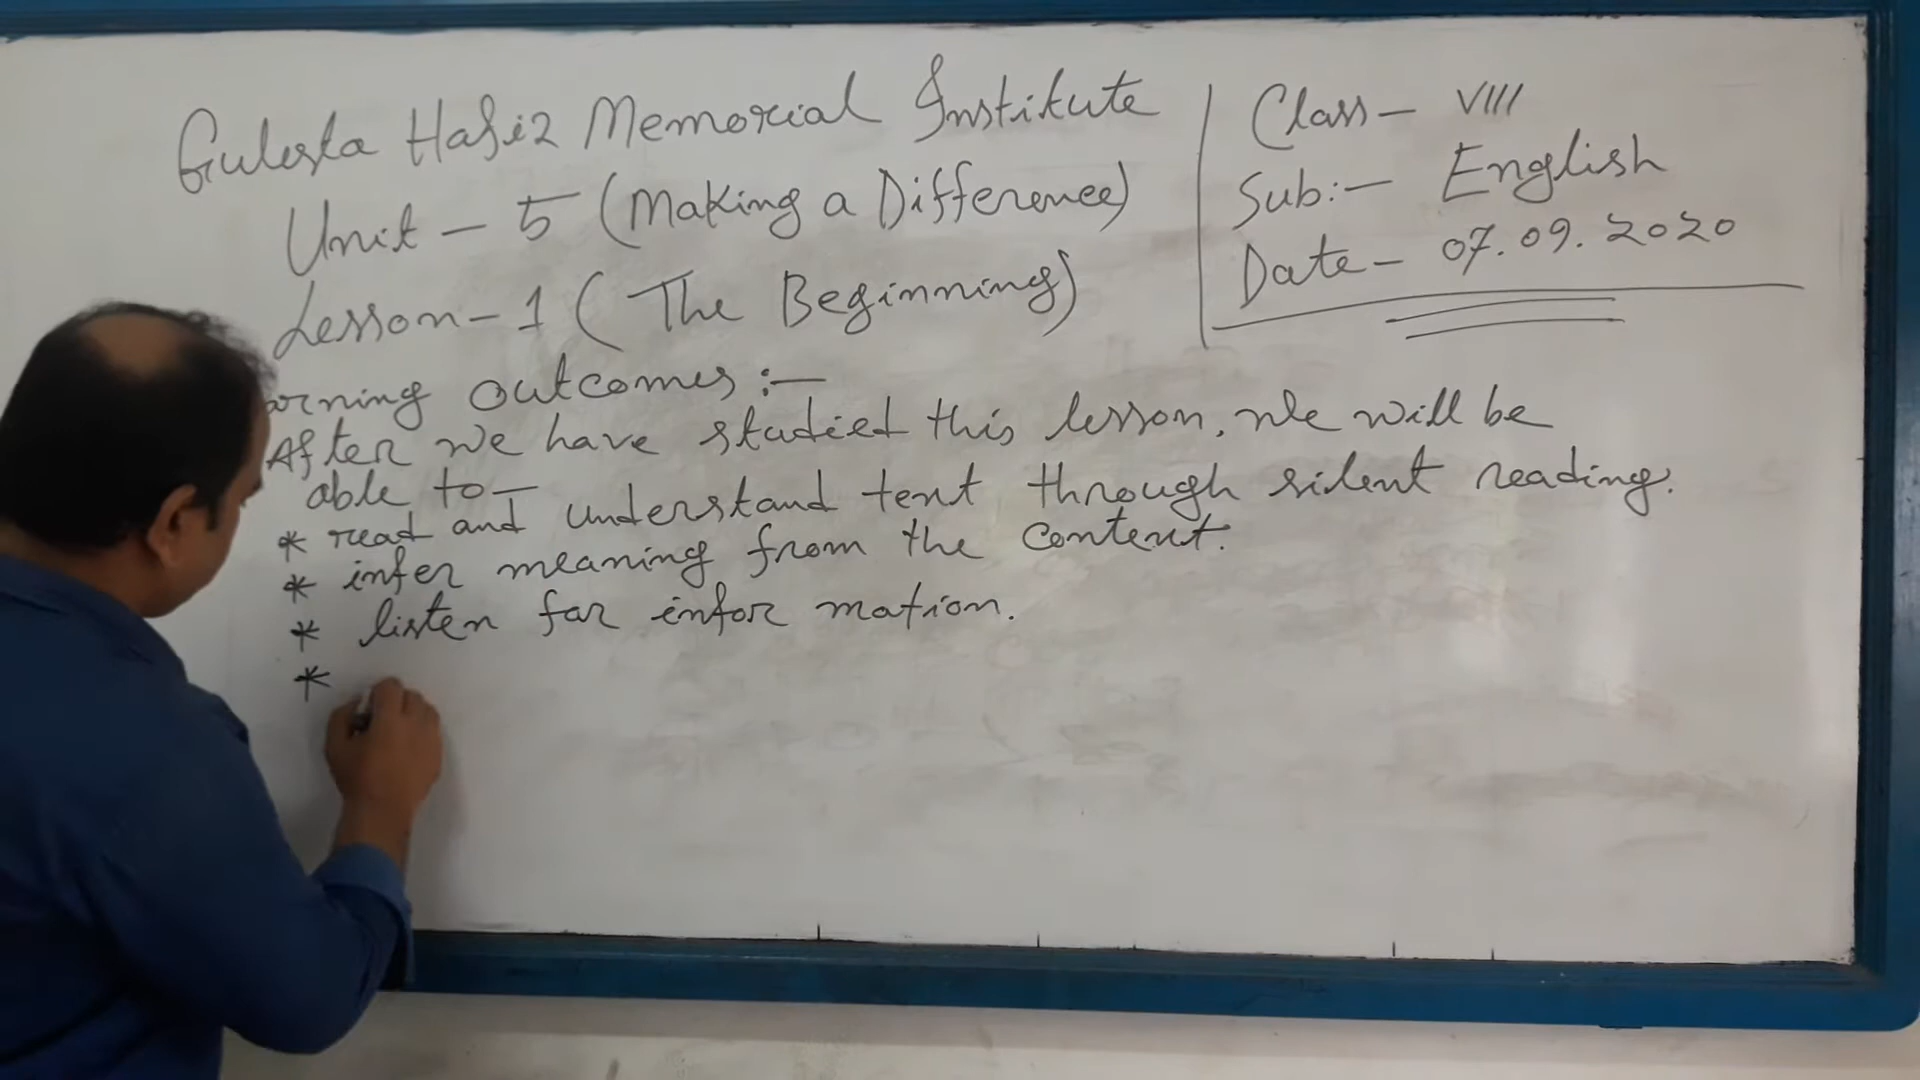 Gulesta Hafiz Memorial Institute
Unit - 5 (Making a Difference)
Lesson - 1 ( The Beginning)
Class - VIII
Sub:- English
Date - 07.09.2020
arning outcomes :-
After we have studied this lesson, we will be
able to -
* read and understand text through silent reading.
* infer meaning from the context.
* listen for infor mation.
*